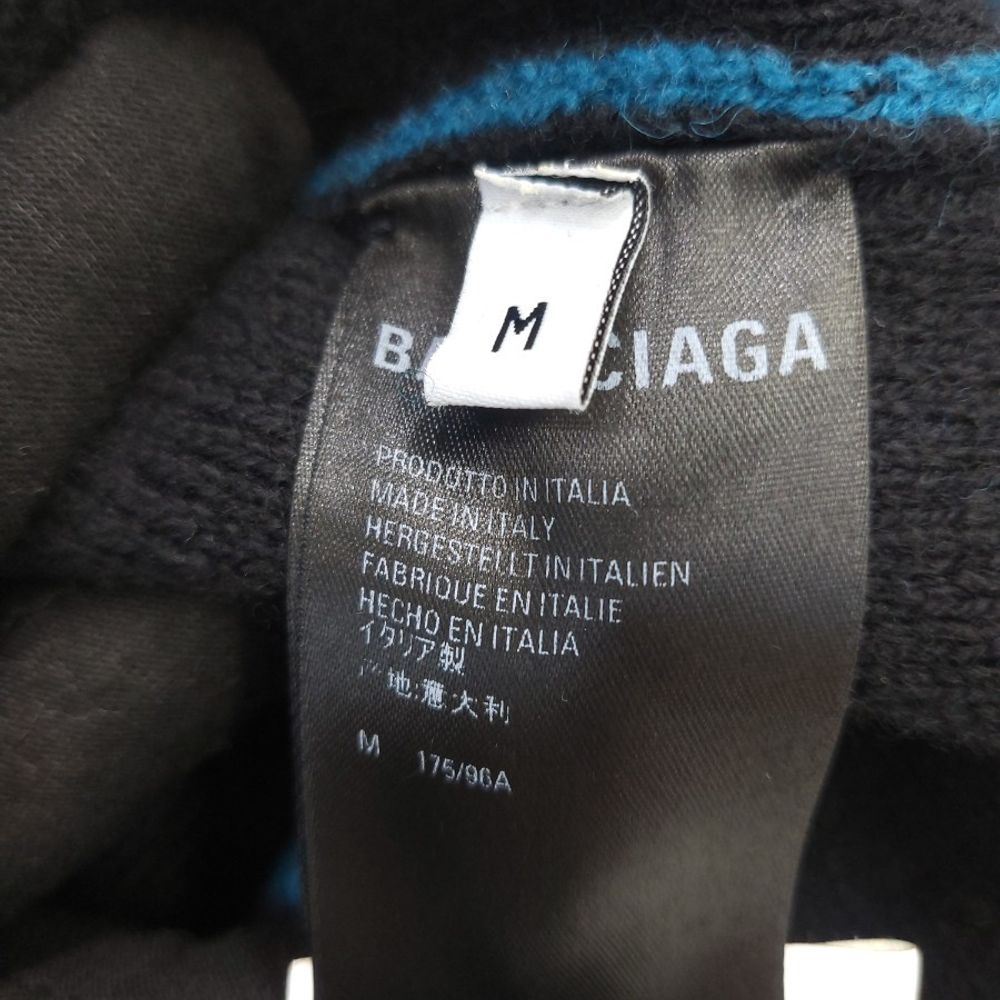 M
BA CIAGA
PRODOTTO IN ITALIA
MADE IN ITALY
HERGESTELLT IN ITALIEN
FABRIQUE EN ITALIE
HECHO EN ITALIA
イタリア製
产地:意大利
M 175/96A